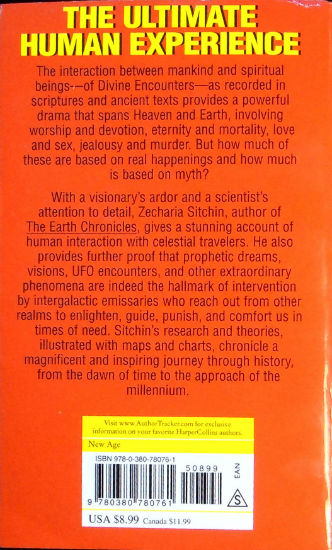 THE ULTIMATE
HUMAN EXPERIENCE
The interaction between mankind and spiritual
beings--of Divine Encounters—as recorded in
scriptures and ancient texts provides a powerful
drama that spans Heaven and Earth, involving
worship and devotion, eternity and mortality, love
and sex, jealousy and murder. But how much of
these are based on real happenings and how much
is based on myth?
With a visionary's ardor and a scientist's
attention to detail, Zecharia Sitchin, author of
The Earth Chronicles, gives a stunning account of
human interaction with celestial travelers. He also
provides further proof that prophetic dreams,
visions, UFO encounters, and other extraordinary
phenomena are indeed the hallmark of intervention
by intergalactic emissaries who reach out from other
realms to enlighten, guide, punish, and comfort us in
times of need. Sitchin's research and theories,
illustrated with maps and charts, chronicle a
magnificent and inspiring journey through history,
from the dawn of time to the approach of the
millennium.
Visit www.AuthorTracker.com for exclusive
information on your favorite HarperCollins authors.
New Age
ISBN 978-0-380-78076-1
50899
EAN
9 780380 780761
S
USA $8.99 Canada $11.99